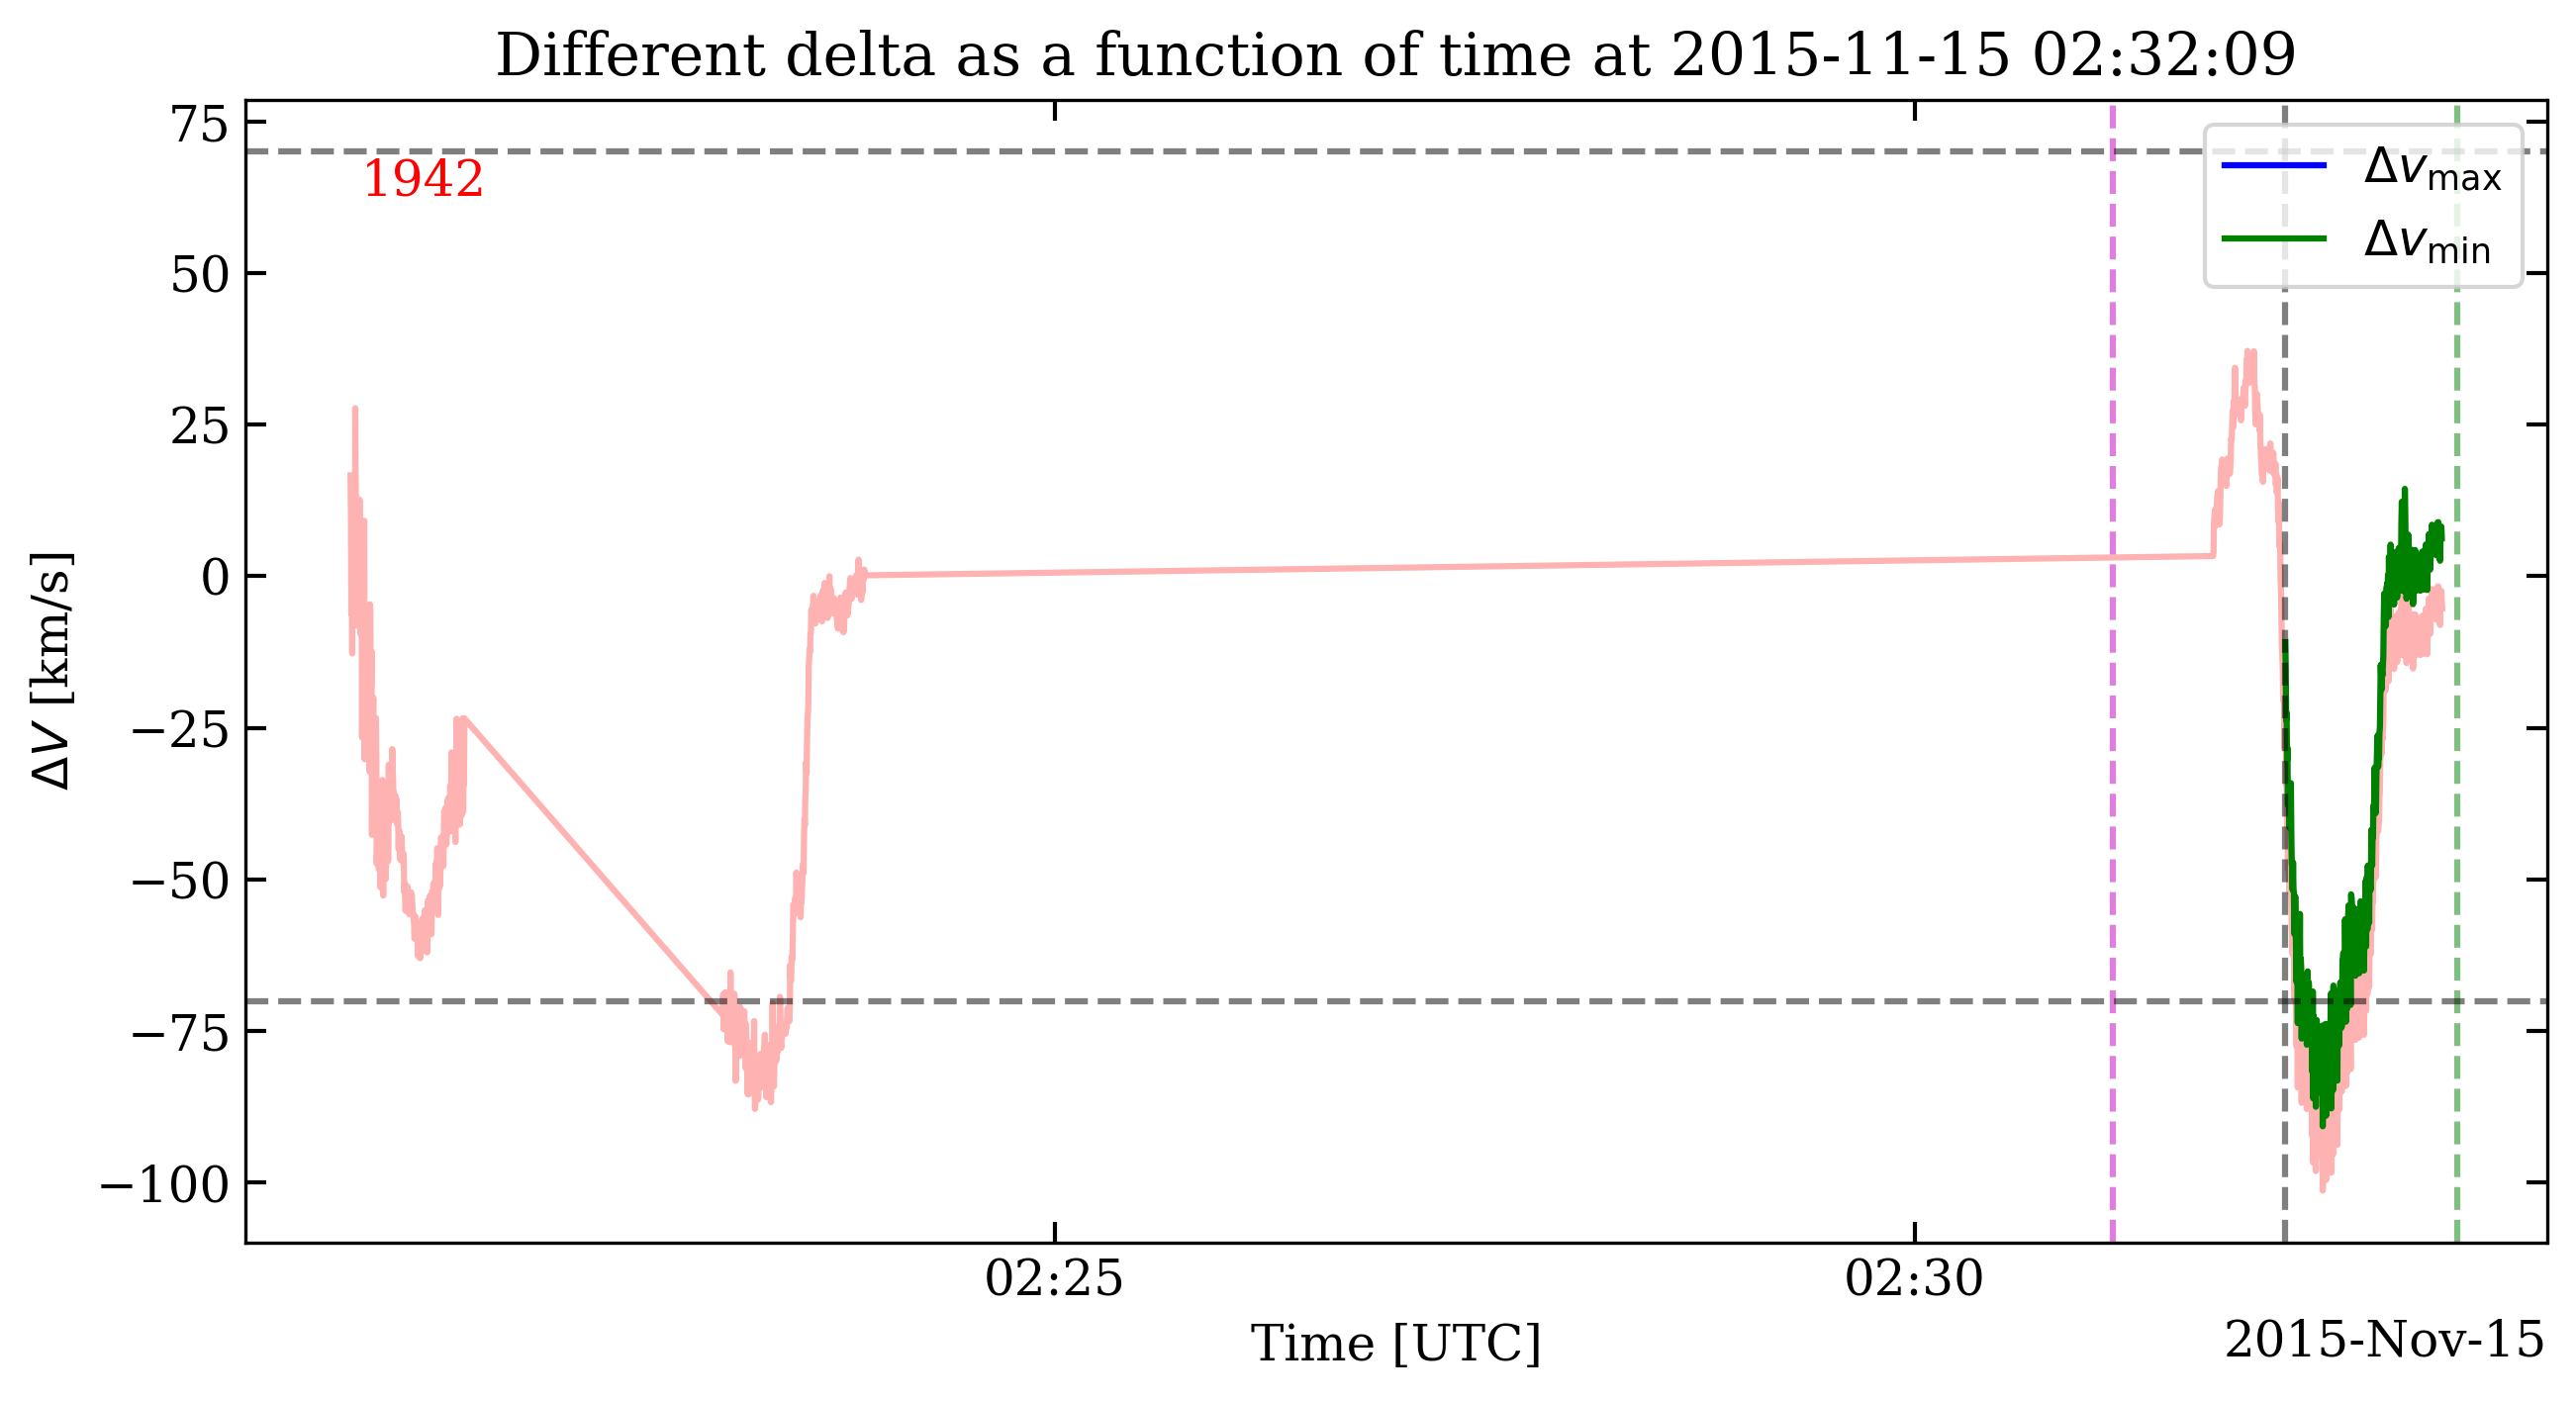 Different delta as a function of time at 2015-11-15 02:32:09
75
50
25
0
−25
−50
−75
−100
ΔV [km/s]
1942
Δv_max
Δv_min
02:25
02:30
Time [UTC]
2015-Nov-15